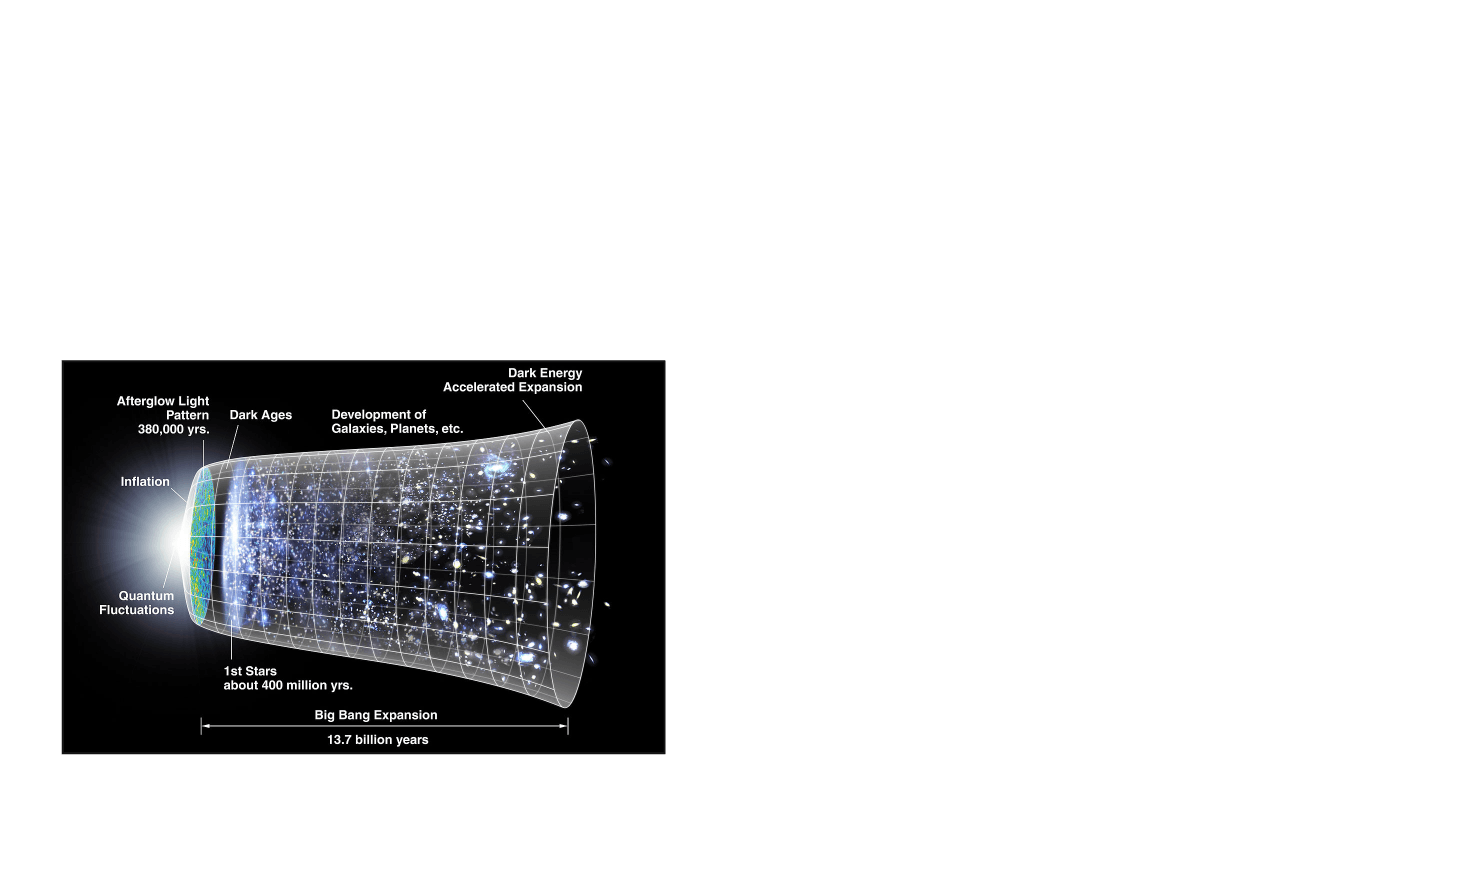 Dark Energy
Accelerated Expansion
Afterglow Light
Pattern
380,000 yrs.
Dark Ages
Development of
Galaxies, Planets, etc.
Inflation
Quantum
Fluctuations
1st Stars
about 400 million yrs.
Big Bang Expansion
13.7 billion years